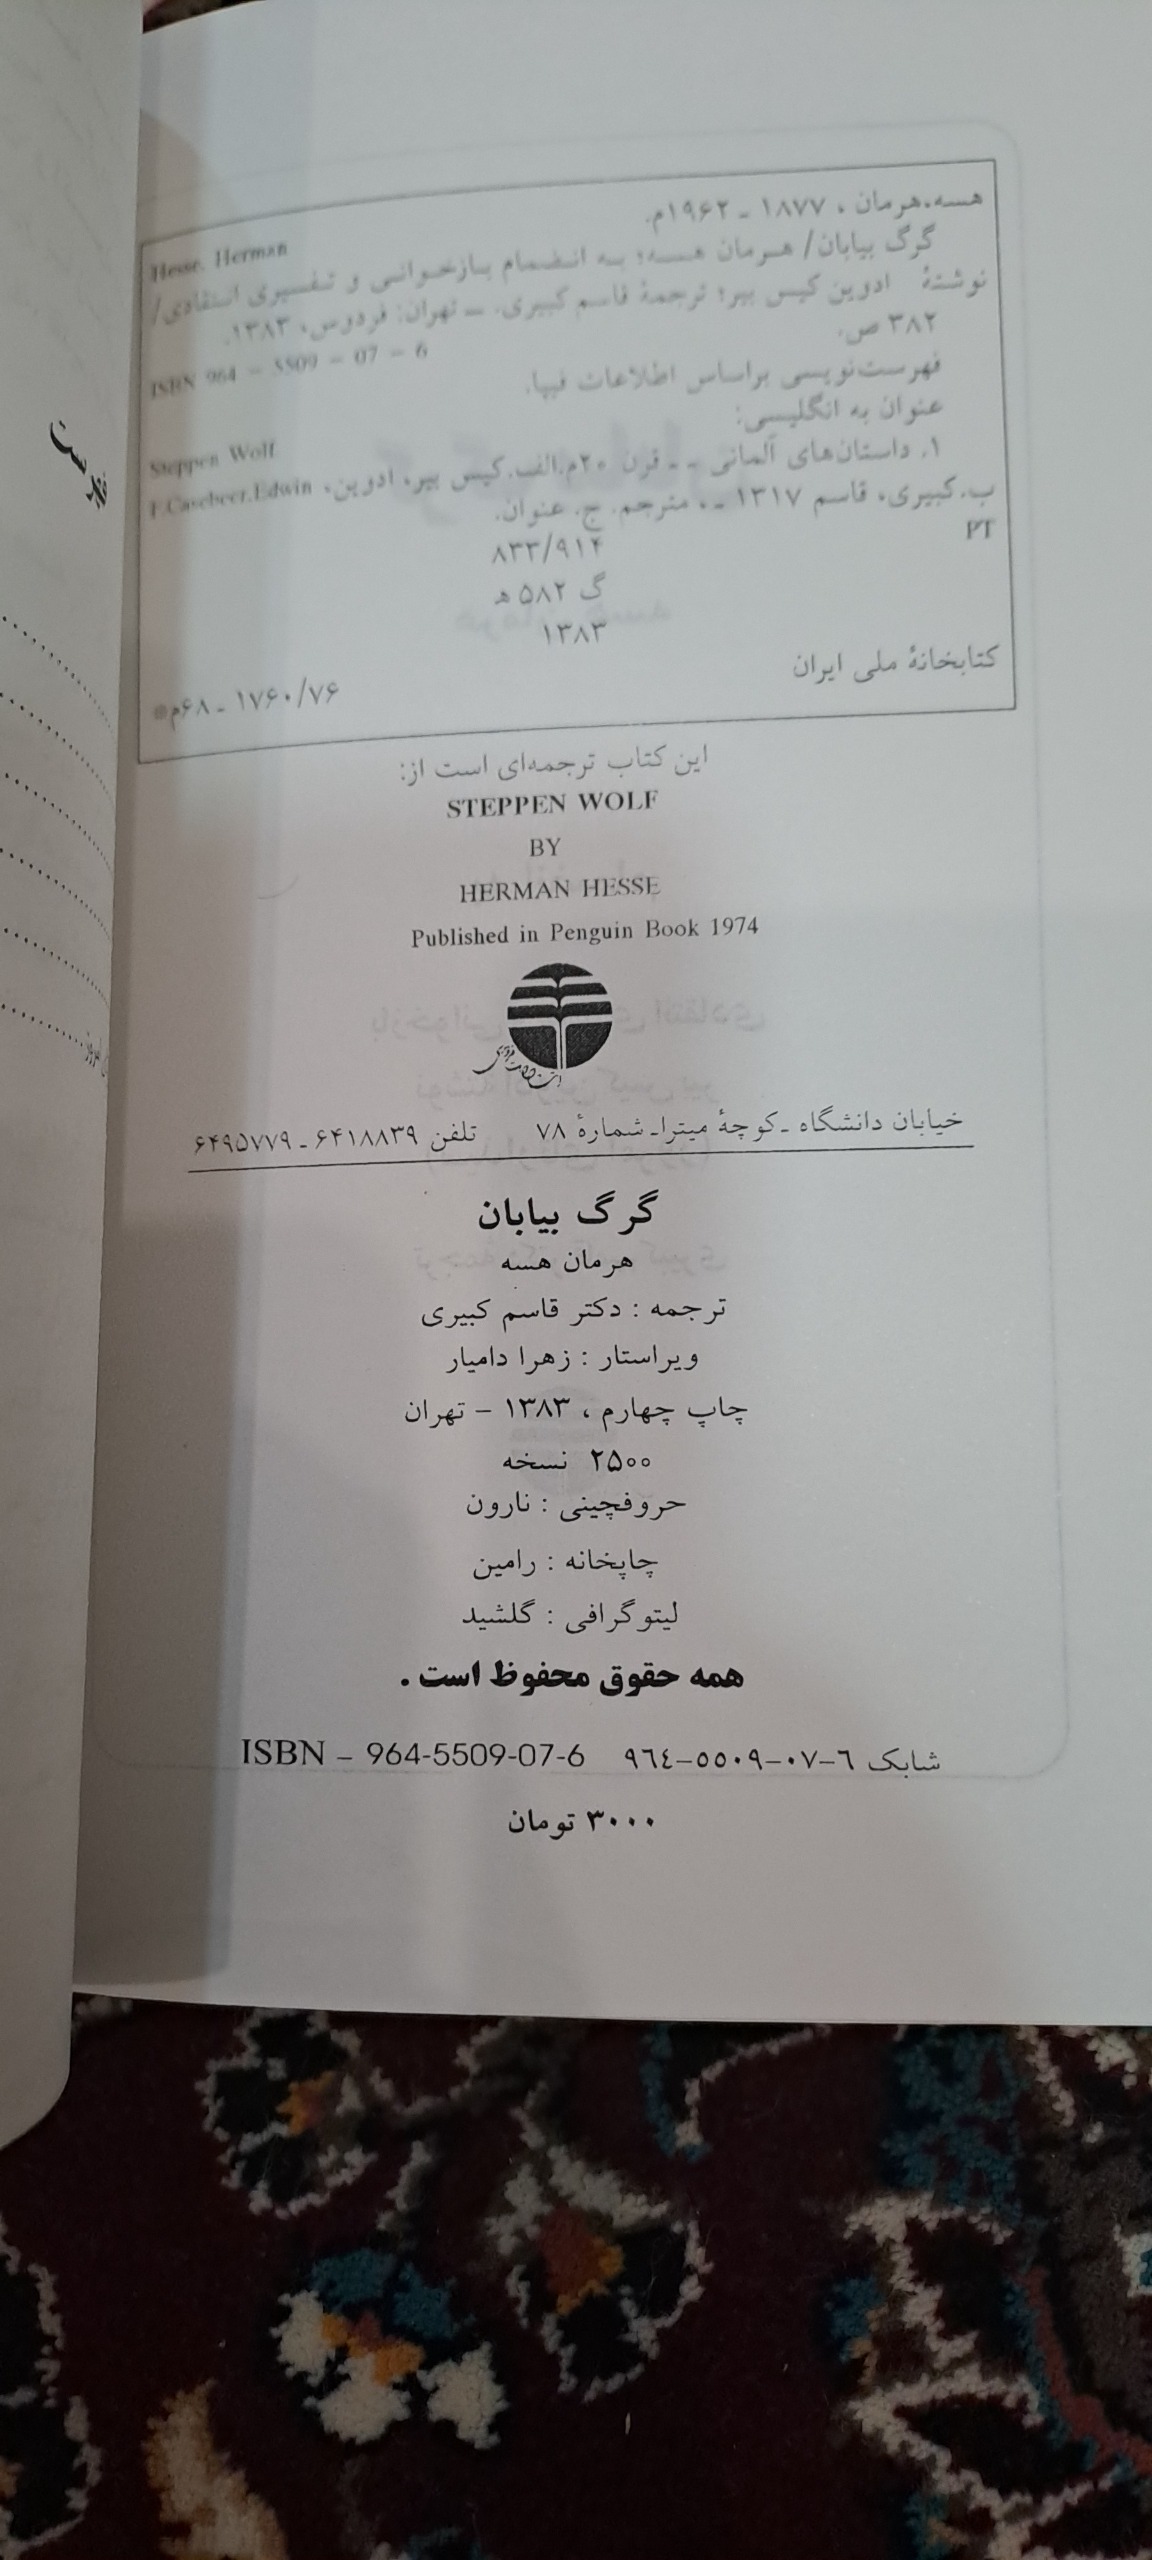 فهرست
هسه، هرمان ، ۱۸۷۷ ـ ۱۹۶۲م.
Hesse. Herman
گرگ بیابان/ هرمان هسه؛ به انضمام بازخوانی و تفسیری انتقادی/
نوشتهٔ ادوین کیس بیر؛ ترجمهٔ قاسم کبیری. ـ تهران: فردوس، ۱۳۸۳.
۳۸۲ ص.
ISBN 964 - 5509 - 07 - 6
فهرست‌نویسی براساس اطلاعات فیپا.
عنوان به انگلیسی:
Steppen Wolf
۱. داستان‌های آلمانی - - قرن ۲۰م.الف.کیس بیر، ادوین، F.Casebeer.Edwin
ب.کبیری، قاسم ۱۳۱۷ ـ ، مترجم. ج. عنوان.
PT
۸۳۳/۹۱۲
گ ۵۸۲ ه
۱۳۸۳
کتابخانهٔ ملی ایران
۱۷۶۰/۷۶ ـ ۶۸م*
این کتاب ترجمه‌ای است از:
STEPPEN WOLF
BY
HERMAN HESSE
Published in Penguin Book 1974
انتشارات فردوس
خیابان دانشگاه ـ کوچهٔ میترا ـ شمارهٔ ۷۸ تلفن ۶۴۱۸۸۳۹ ـ ۶۴۹۵۷۷۹
گرگ بیابان
هرمان هسه
ترجمه : دکتر قاسم کبیری
ویراستار : زهرا دامیار
چاپ چهارم ، ۱۳۸۳ - تهران
۲۵۰۰ نسخه
حروفچینی : نارون
چاپخانه : رامین
لیتوگرافی : گلشید
همه حقوق محفوظ است .
شابک ٦-٠٧-٥٥٠٩-٩٦٤ ISBN - 964-5509-07-6
۳۰۰۰ تومان